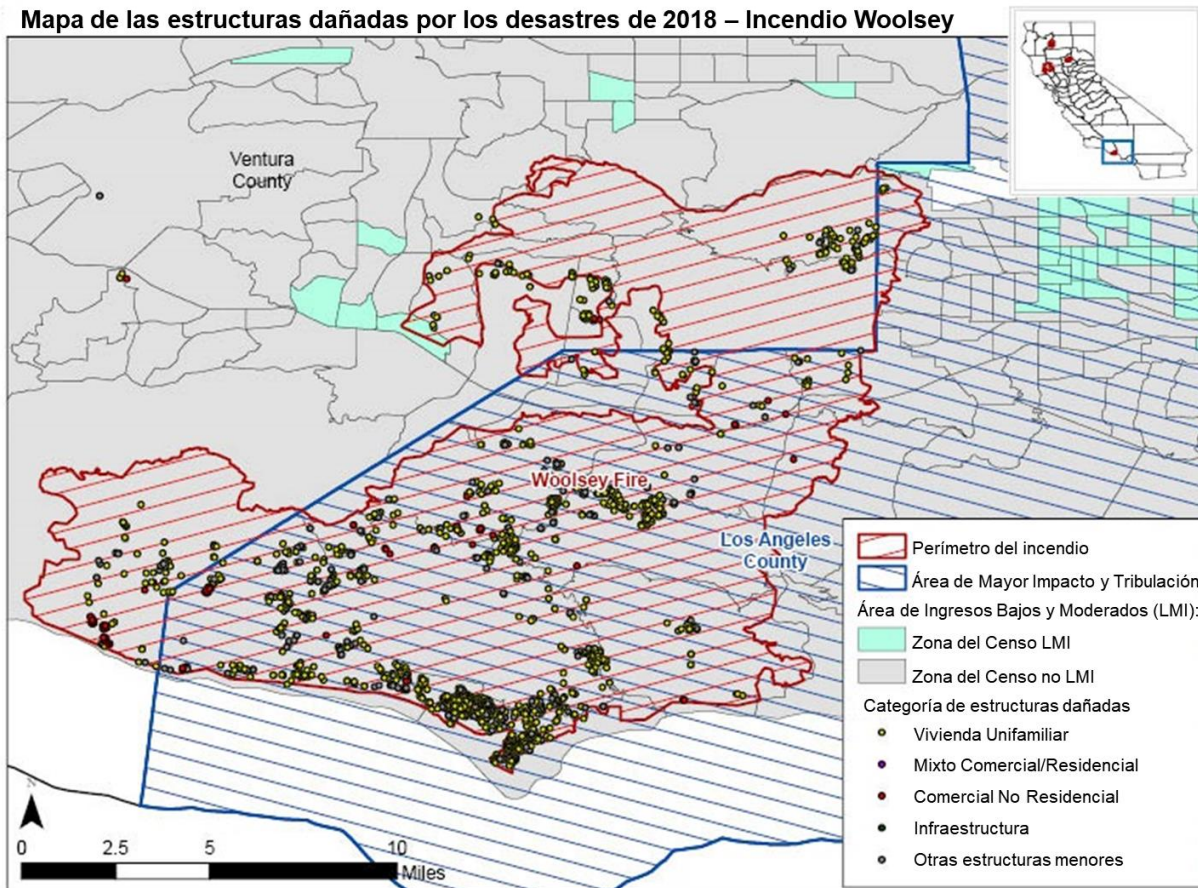 Mapa de las estructuras dañadas por los desastres de 2018 – Incendio Woolsey
Ventura
County
Woolsey Fire
Los Angeles
County
Perímetro del incendio
Área de Mayor Impacto y Tribulación
Área de Ingresos Bajos y Moderados (LMI):
Zona del Censo LMI
Zona del Censo no LMI
Categoría de estructuras dañadas
Vivienda Unifamiliar
Mixto Comercial/Residencial
Comercial No Residencial
Infraestructura
Otras estructuras menores
N
0 2.5 5 10
Miles